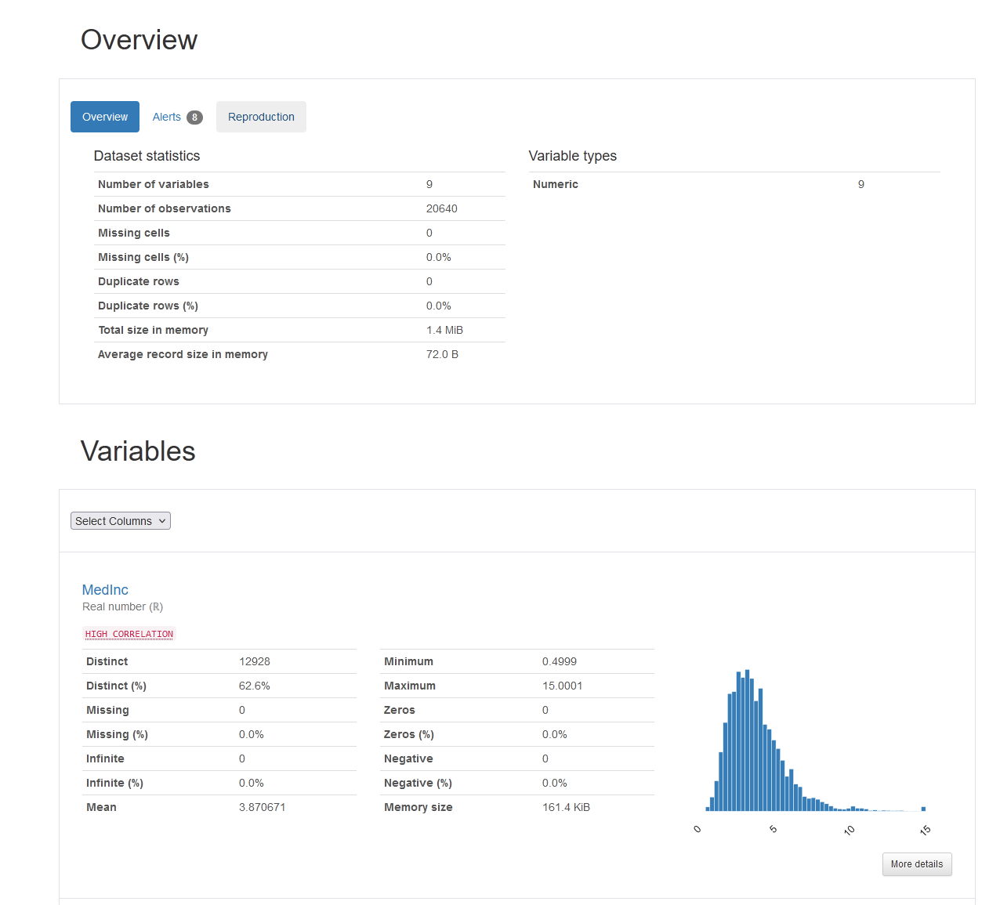 Overview
Overview
Alerts 8
Reproduction
Dataset statistics
Number of variables 9
Number of observations 20640
Missing cells 0
Missing cells (%) 0.0%
Duplicate rows 0
Duplicate rows (%) 0.0%
Total size in memory 1.4 MiB
Average record size in memory 72.0 B
Variable types
Numeric 9
Variables
Select Columns
MedInc
Real number (ℝ)
HIGH CORRELATION
Distinct 12928
Distinct (%) 62.6%
Missing 0
Missing (%) 0.0%
Infinite 0
Infinite (%) 0.0%
Mean 3.870671
Minimum 0.4999
Maximum 15.0001
Zeros 0
Zeros (%) 0.0%
Negative 0
Negative (%) 0.0%
Memory size 161.4 KiB
0 5 10 15
More details